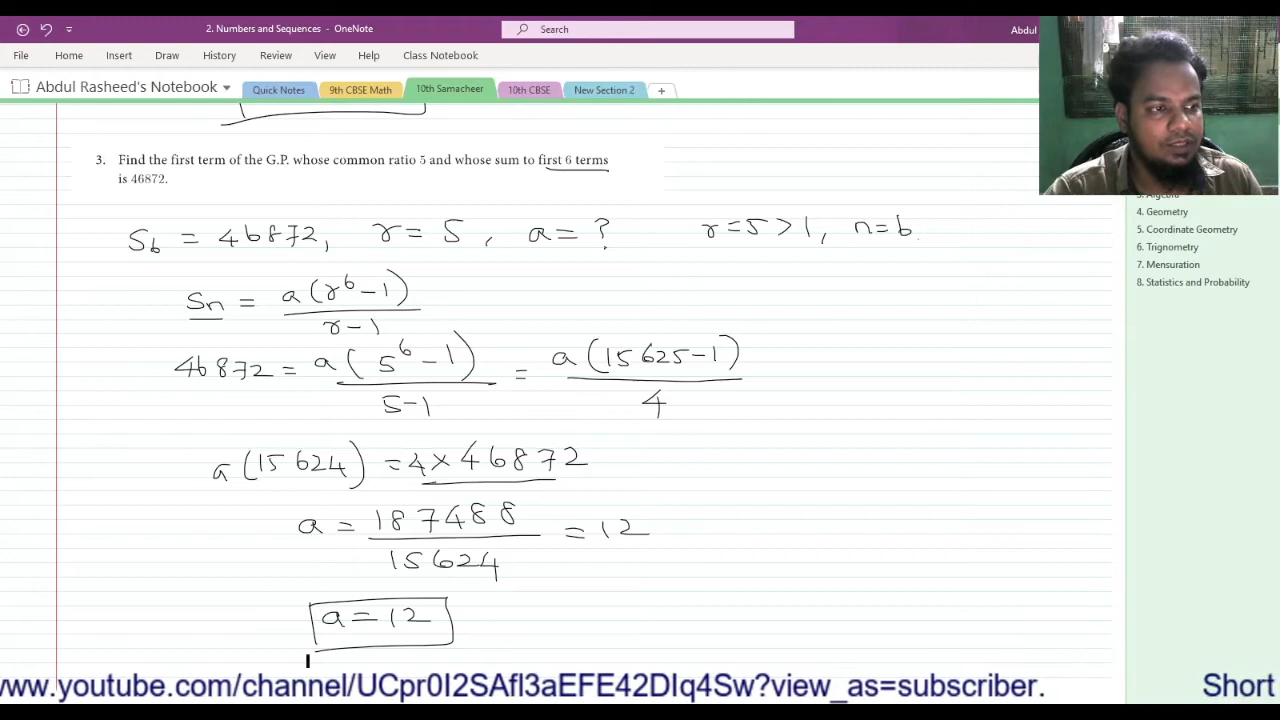 2. Numbers and Sequences - OneNote
Search
Abdul
File Home Insert Draw History Review View Help Class Notebook
Abdul Rasheed's Notebook
Quick Notes 9th CBSE Math 10th Samacheer 10th CBSE New Section 2 +
3. Find the first term of the G.P. whose common ratio 5 and whose sum to first 6 terms
is 46872.
S6 = 46872, r = 5, a = ? r = 5 > 1, n = 6.
Sn = a(r^6 - 1) / r - 1
46872 = a(5^6 - 1) / 5-1 = a(15625-1) / 4
a(15624) = 4 × 46872
a = 187488 / 15624 = 12
a = 12
4. Geometry
5. Coordinate Geometry
6. Trignometry
7. Mensuration
8. Statistics and Probability
www.youtube.com/channel/UCpr0I2SAfl3aEFE42DIq4Sw?view_as=subscriber. Short